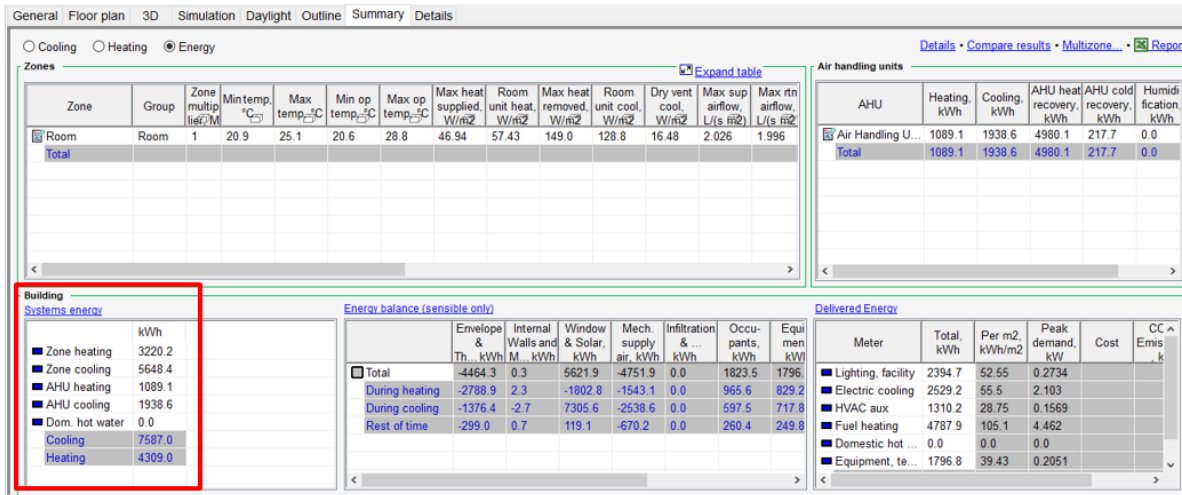 General Floor plan 3D Simulation Daylight Outline Summary Details
Cooling Heating Energy
Details • Compare results • Multizone... • Repor
Zones
Expand table
Zone Group Zone multip lier, M Min temp, °C Max temp, °C Min op temp, °C Max op temp, °C Max heat supplied, W/m2 Room unit heat, W/m2 Max heat removed, W/m2 Room unit cool, W/m2 Dry vent cool, W/m2 Max sup airflow, L/(s m2) Max rtn airflow, L/(s m2
Room Room 1 20.9 25.1 20.6 28.8 46.94 57.43 149.0 128.8 16.48 2.026 1.996
Total
Air handling units
AHU Heating, kWh Cooling, kWh AHU heat recovery, kWh AHU cold recovery, kWh Humidi fication, kWh
Air Handling U... 1089.1 1938.6 4980.1 217.7 0.0
Total 1089.1 1938.6 4980.1 217.7 0.0
Building
Systems energy
kWh
Zone heating 3220.2
Zone cooling 5648.4
AHU heating 1089.1
AHU cooling 1938.6
Dom. hot water 0.0
Cooling 7587.0
Heating 4309.0
Energy balance (sensible only)
Envelope & Th... kWh Internal Walls and M... kWh Window & Solar, kWh Mech. supply air, kWh Infiltration & ... kWh Occu- pants, kWh Equi men kWl
Total -4464.3 0.3 5621.9 -4751.9 0.0 1823.5 1796.
During heating -2788.9 2.3 -1802.8 -1543.1 0.0 965.6 829.2
During cooling -1376.4 -2.7 7305.6 -2538.6 0.0 597.5 717.8
Rest of time -299.0 0.7 119.1 -670.2 0.0 260.4 249.8
Delivered Energy
Meter Total, kWh Per m2, kWh/m2 Peak demand, kW Cost Emis
Lighting, facility 2394.7 52.55 0.2734
Electric cooling 2529.2 55.5 2.103
HVAC aux 1310.2 28.75 0.1569
Fuel heating 4787.9 105.1 4.462
Domestic hot ... 0.0 0.0 0.0
Equipment, te... 1796.8 39.43 0.2051